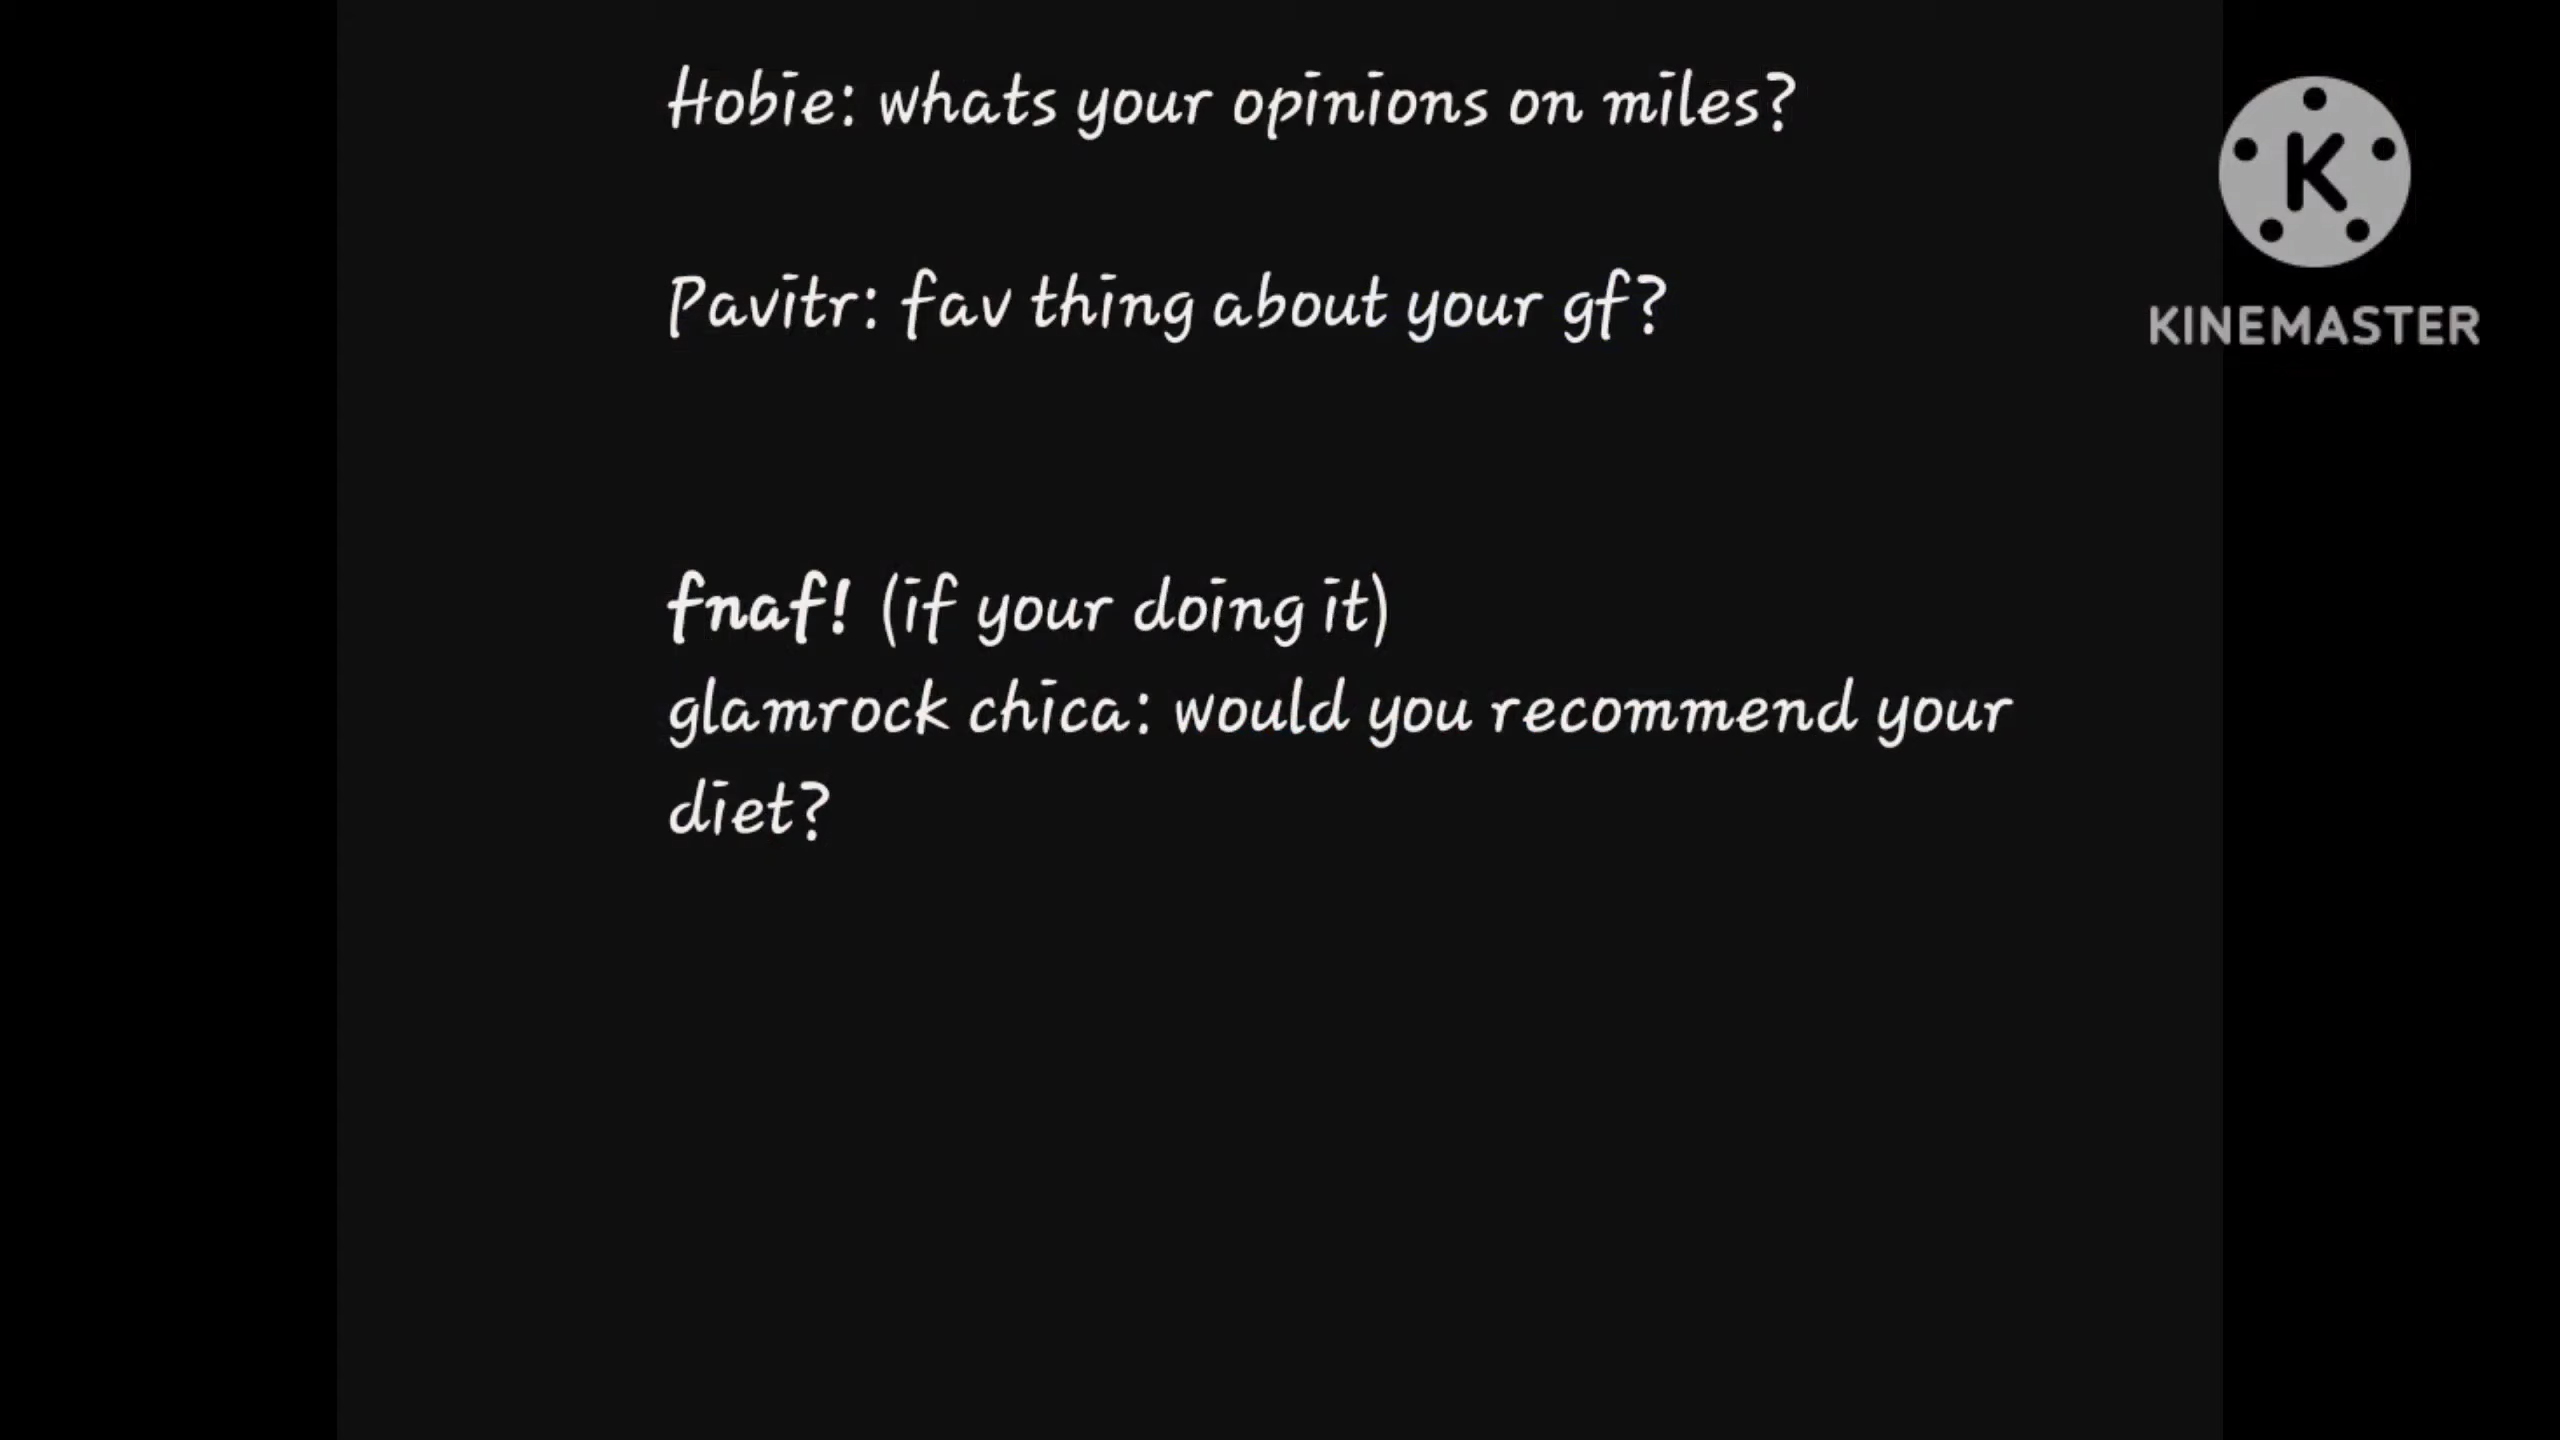 Hobie: whats your opinions on miles?
KINEMASTER
Pavitr: fav thing about your gf?
fnaf! (if your doing it)
glamrock chica: would you recommend your
diet?